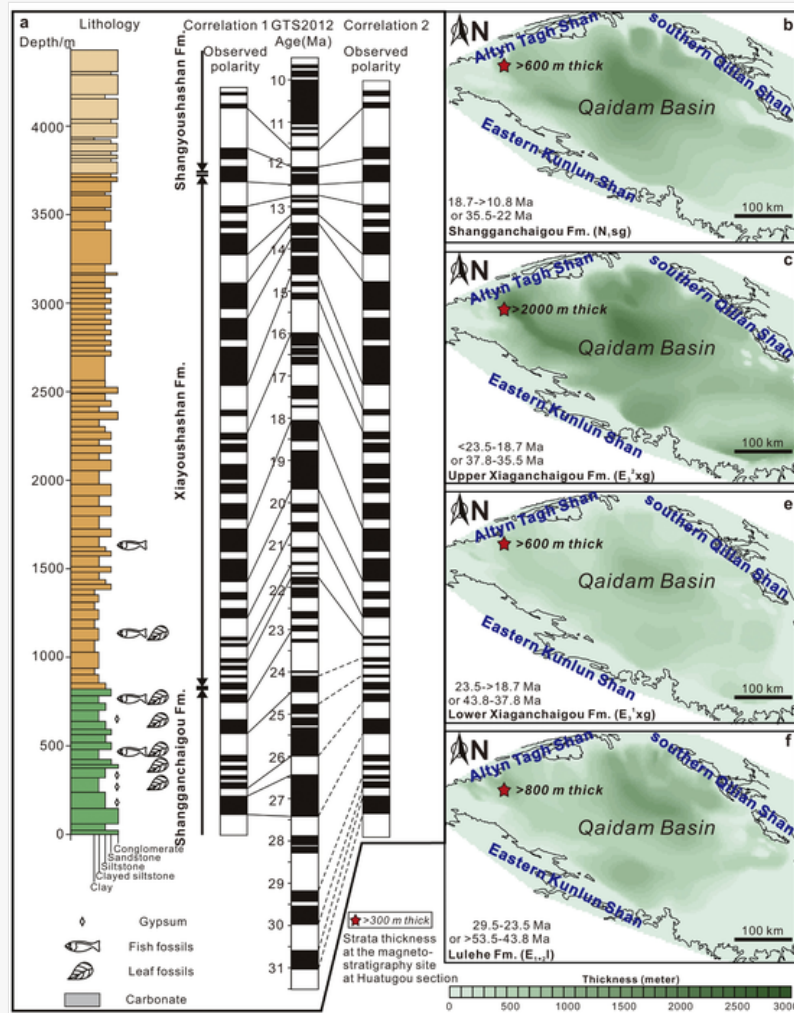 a
Lithology
Correlation 1
GTS2012
Correlation 2
Depth/m
Observed polarity
Age(Ma)
Observed polarity
4000
3500
3000
2500
2000
1500
1000
500
0
Shangyoushashan Fm.
Xiayoushashan Fm.
Shangganchaigou Fm.
10
11
12
13
14
15
16
17
18
19
20
21
22
23
24
25
26
27
28
29
30
31
Conglomerate
Sandstone
Siltstone
Clayed siltstone
Clay
Gypsum
Fish fossils
Leaf fossils
Carbonate
>300 m thick
Strata thickness
at the magneto-
stratigraphy site
at Huatugou section
b
N
Altyn Tagh Shan
southern Qilian Shan
>600 m thick
Qaidam Basin
Eastern Kunlun Shan
18.7->10.8 Ma
or 35.5-22 Ma
100 km
Shangganchaigou Fm. (N₁sg)
c
N
Altyn Tagh Shan
southern Qilian Shan
>2000 m thick
Qaidam Basin
Eastern Kunlun Shan
<23.5-18.7 Ma
or 37.8-35.5 Ma
100 km
Upper Xiaganchaigou Fm. (E₃²xg)
e
N
Altyn Tagh Shan
southern Qilian Shan
>600 m thick
Qaidam Basin
Eastern Kunlun Shan
23.5->18.7 Ma
or 43.8-37.8 Ma
100 km
Lower Xiaganchaigou Fm. (E₃¹xg)
f
N
Altyn Tagh Shan
southern Qilian Shan
>800 m thick
Qaidam Basin
Eastern Kunlun Shan
29.5-23.5 Ma
or >53.5-43.8 Ma
100 km
Lulehe Fm. (E₁₊₂l)
Thickness (meter)
0 500 1000 1500 2000 2500 3000